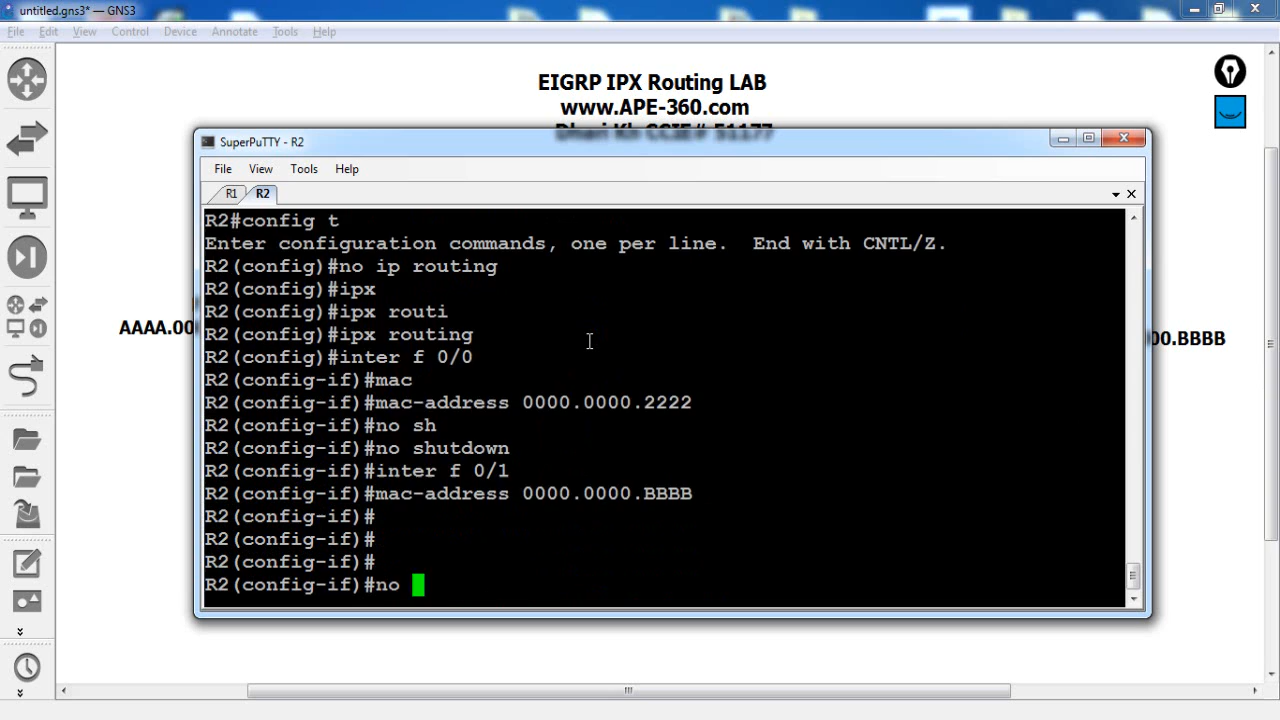 untitled.gns3* — GNS3
File Edit View Control Device Annotate Tools Help
EIGRP IPX Routing LAB
www.APE-360.com
Dhari Kh CCIE# 51177
SuperPuTTY - R2
File View Tools Help
R1 R2
R2#config t
Enter configuration commands, one per line. End with CNTL/Z.
R2(config)#no ip routing
R2(config)#ipx
R2(config)#ipx routi
R2(config)#ipx routing
R2(config)#inter f 0/0
R2(config-if)#mac
R2(config-if)#mac-address 0000.0000.2222
R2(config-if)#no sh
R2(config-if)#no shutdown
R2(config-if)#inter f 0/1
R2(config-if)#mac-address 0000.0000.BBBB
R2(config-if)#
R2(config-if)#
R2(config-if)#
R2(config-if)#no
AAAA.00
00.BBBB